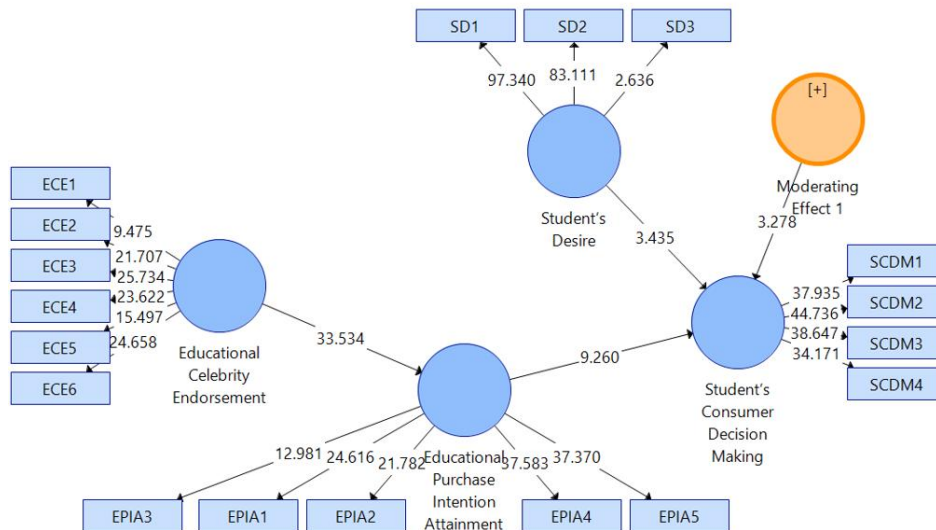 SD1
SD2
SD3
97.340
83.111
2.636
[+]
Moderating
Effect 1
Student's
Desire
3.435
3.278
ECE1
ECE2
ECE3
ECE4
ECE5
ECE6
9.475
21.707
25.734
23.622
15.497
24.658
Educational
Celebrity
Endorsement
33.534
9.260
SCDM1
SCDM2
SCDM3
SCDM4
37.935
44.736
38.647
34.171
Student's
Consumer
Decision
Making
12.981
24.616
21.782
37.583
37.370
Educational
Purchase
Intention
Attainment
EPIA3
EPIA1
EPIA2
EPIA4
EPIA5